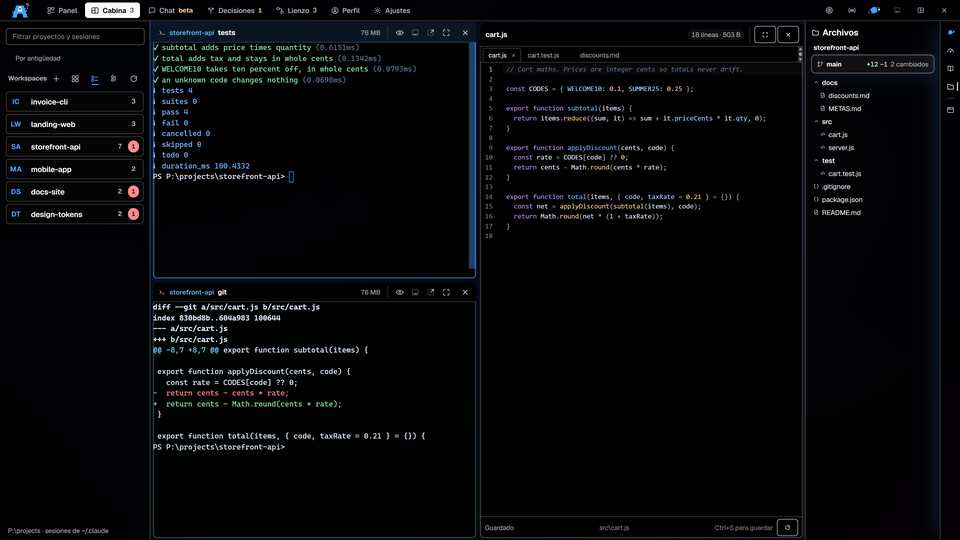 Panel
Cabina 3
Chat beta
Decisiones 1
Lienzo 3
Perfil
Ajustes
Filtrar proyectos y sesiones
Por antigüedad
Workspaces
IC invoice-cli 3
LW landing-web 3
SA storefront-api 7 1
MA mobile-app 2
DS docs-site 2 1
DT design-tokens 2 1
P:\projects · sesiones de ~/.claude
storefront-api tests 76 MB
✓ subtotal adds price times quantity (0.6151ms)
✓ total adds tax and stays in whole cents (0.1342ms)
✓ WELCOME10 takes ten percent off, in whole cents (0.0793ms)
✓ an unknown code changes nothing (0.0698ms)
ℹ tests 4
ℹ suites 0
ℹ pass 4
ℹ fail 0
ℹ cancelled 0
ℹ skipped 0
ℹ todo 0
ℹ duration_ms 100.4332
PS P:\projects\storefront-api>
storefront-api git 76 MB
diff --git a/src/cart.js b/src/cart.js
index 830bd8b..604a983 100644
--- a/src/cart.js
+++ b/src/cart.js
@@ -8,7 +8,7 @@ export function subtotal(items) {
export function applyDiscount(cents, code) {
const rate = CODES[code] ?? 0;
- return cents - cents * rate;
+ return cents - Math.round(cents * rate);
}
export function total(items, { code, taxRate = 0.21 } = {}) {
PS P:\projects\storefront-api>
cart.js 18 líneas · 503 B
cart.js × cart.test.js discounts.md
1 // Cart maths. Prices are integer cents so totals never drift.
2
3 const CODES = { WELCOME10: 0.1, SUMMER25: 0.25 };
4
5 export function subtotal(items) {
6 return items.reduce((sum, it) => sum + it.priceCents * it.qty, 0);
7 }
8
9 export function applyDiscount(cents, code) {
10 const rate = CODES[code] ?? 0;
11 return cents - Math.round(cents * rate);
12 }
13
14 export function total(items, { code, taxRate = 0.21 } = {}) {
15 const net = applyDiscount(subtotal(items), code);
16 return Math.round(net * (1 + taxRate));
17 }
18
Guardado src\cart.js Ctrl+S para guardar
Archivos
storefront-api
main +12 −1 2 cambiados
docs
discounts.md
METAS.md
src
cart.js
server.js
test
cart.test.js
.gitignore
package.json
README.md